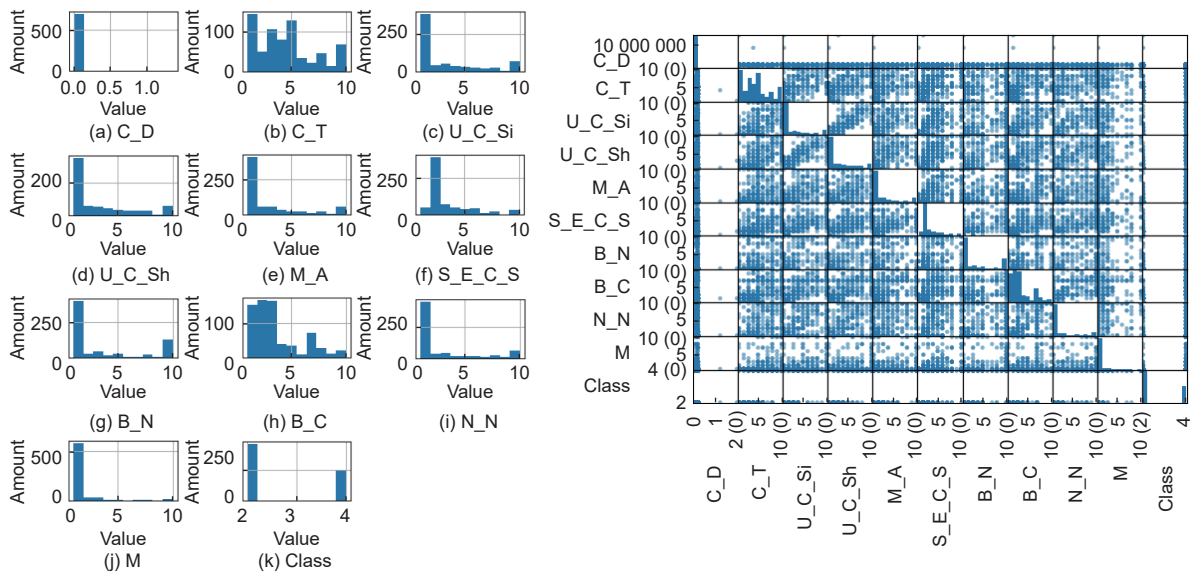 Amount
500
0
0.0 0.5 1.0
Value
(a) C_D
Amount
100
0
0 5 10
Value
(b) C_T
Amount
250
0
0 5 10
Value
(c) U_C_Si
Amount
200
0
0 5 10
Value
(d) U_C_Sh
Amount
250
0
0 5 10
Value
(e) M_A
Amount
250
0
0 5 10
Value
(f) S_E_C_S
Amount
250
0
0 5 10
Value
(g) B_N
Amount
100
0
0 5 10
Value
(h) B_C
Amount
250
0
0 5 10
Value
(i) N_N
Amount
500
0
0 5 10
Value
(j) M
Amount
250
0
2 3 4
Value
(k) Class
10 000 000
C_D
10 (0)
C_T
5
10 (0)
U_C_Si
5
10 (0)
U_C_Sh
5
10 (0)
M_A
5
10 (0)
S_E_C_S
5
10 (0)
B_N
5
10 (0)
B_C
5
10 (0)
N_N
5
10 (0)
M
5
4 (0)
Class
2
0 1 2 (0) 5 10 (0) 5 10 (0) 5 10 (0) 5 10 (0) 5 10 (0) 5 10 (0) 5 10 (0) 5 10 (0) 5 10 (2) 4
C_D C_T U_C_Si U_C_Sh M_A S_E_C_S B_N B_C N_N M Class